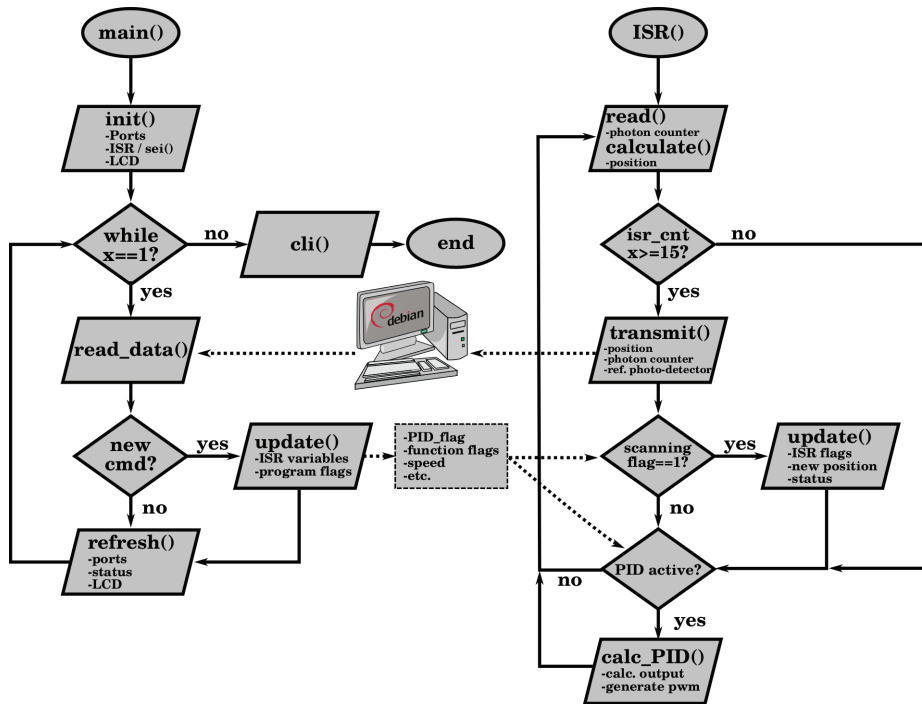 main()
init()
-Ports
-ISR / sei()
-LCD
while
x==1?
no
cli()
end
yes
read_data()
debian
new
cmd?
yes
update()
-ISR variables
-program flags
-PID_flag
-function flags
-speed
-etc.
no
refresh()
-ports
-status
-LCD
ISR()
read()
-photon counter
calculate()
-position
isr_cnt
x>=15?
no
yes
transmit()
-position
-photon counter
-ref. photo-detector
scanning
flag==1?
yes
update()
-ISR flags
-new position
-status
no
PID active?
no
yes
calc_PID()
-calc. output
-generate pwm